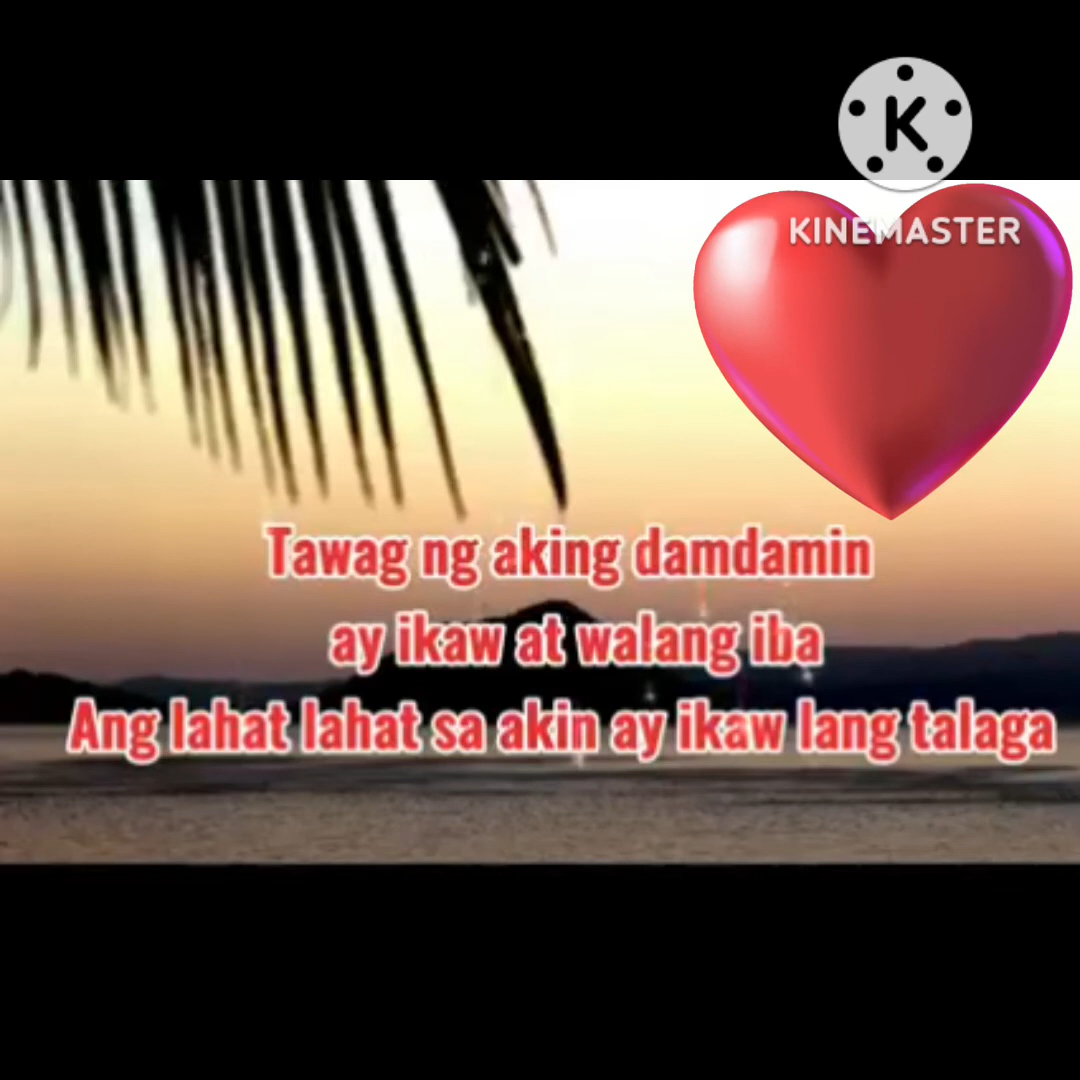 K
KINEMASTER
Tawag ng aking damdamin
ay ikaw at walang iba
Ang lahat lahat sa akin ay ikaw lang talaga